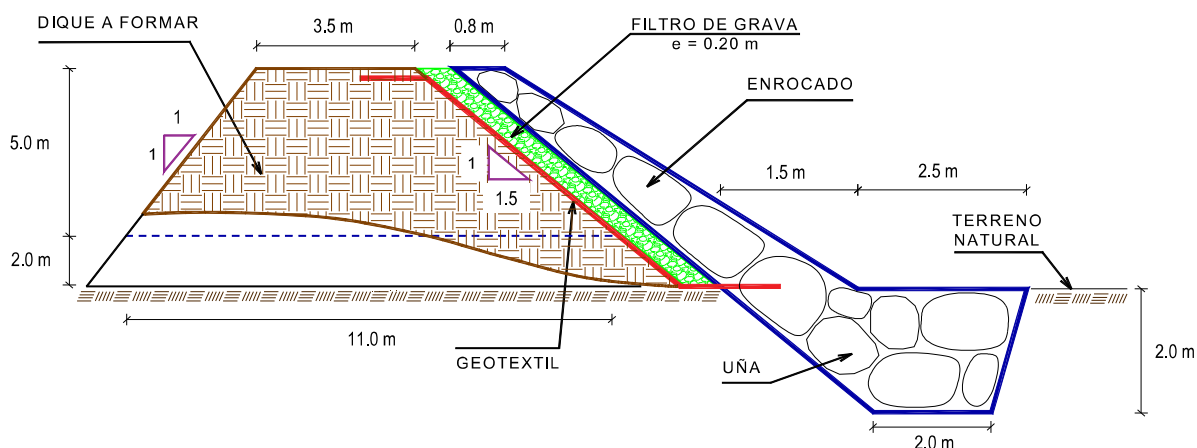 DIQUE A FORMAR
3.5 m
0.8 m
FILTRO DE GRAVA
e = 0.20 m
ENROCADO
5.0 m
1
1
1
1.5
1.5 m
2.5 m
TERRENO
NATURAL
2.0 m
11.0 m
GEOTEXTIL
UÑA
2.0 m
2.0 m